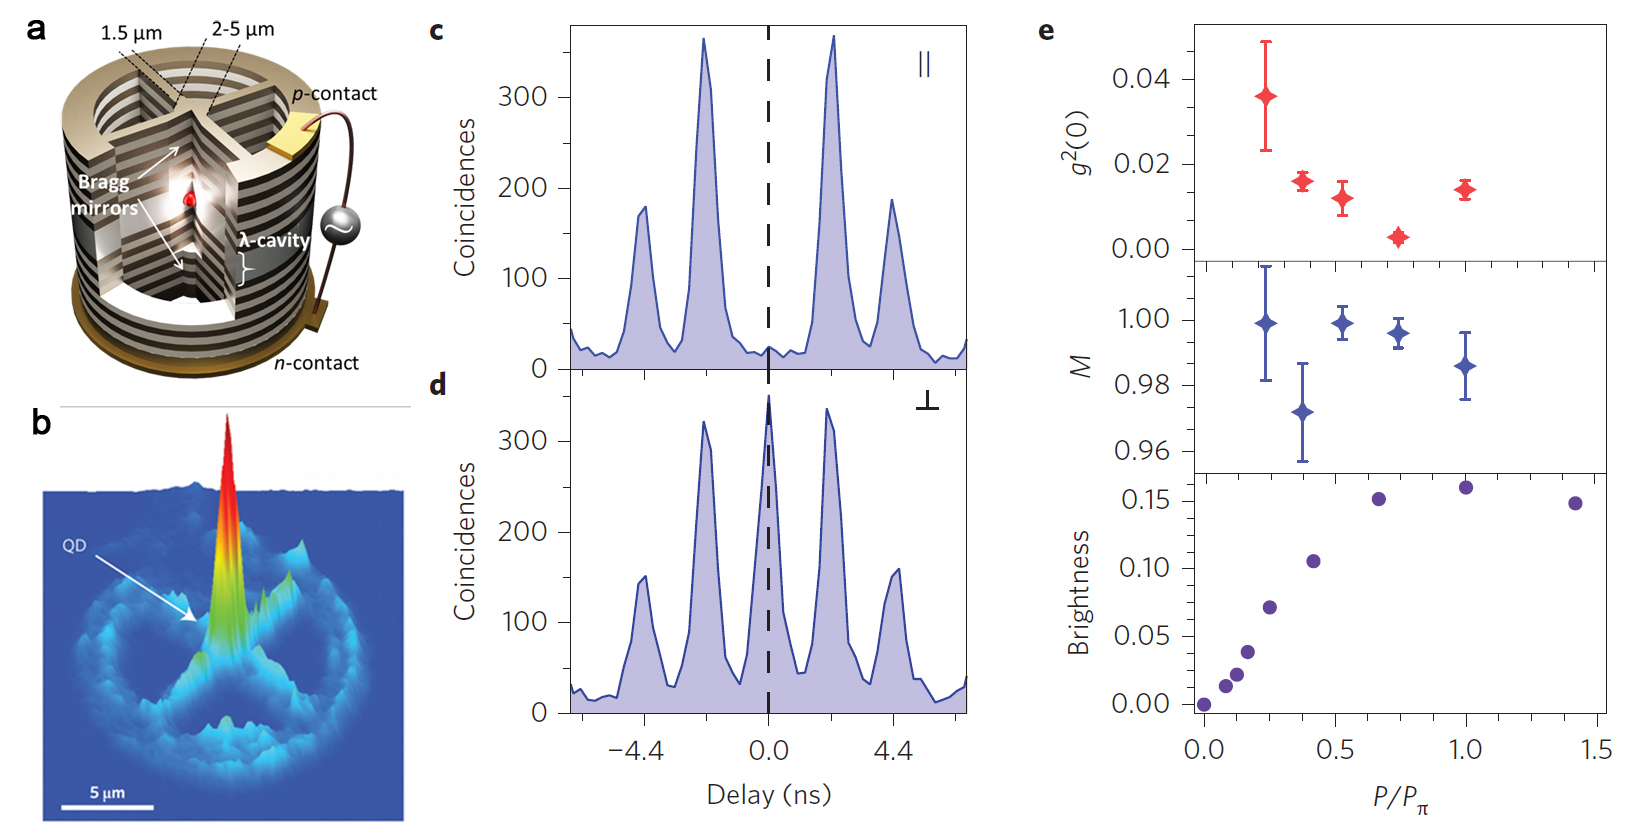 a
1.5 µm
2-5 µm
p-contact
Bragg
mirrors
λ-cavity
n-contact
b
QD
5 µm
c
||
Coincidences
300
200
100
0
d
⊥
Coincidences
300
200
100
0
−4.4
0.0
4.4
Delay (ns)
e
g²(0)
0.04
0.02
0.00
M
1.00
0.98
0.96
Brightness
0.15
0.10
0.05
0.00
0.0
0.5
1.0
1.5
P/Pπ